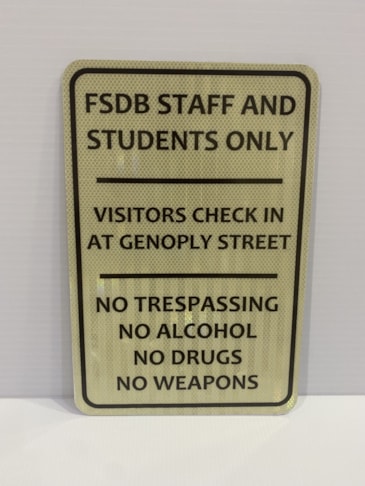 FSDB STAFF AND
STUDENTS ONLY
VISITORS CHECK IN
AT GENOPLY STREET
NO TRESPASSING
NO ALCOHOL
NO DRUGS
NO WEAPONS